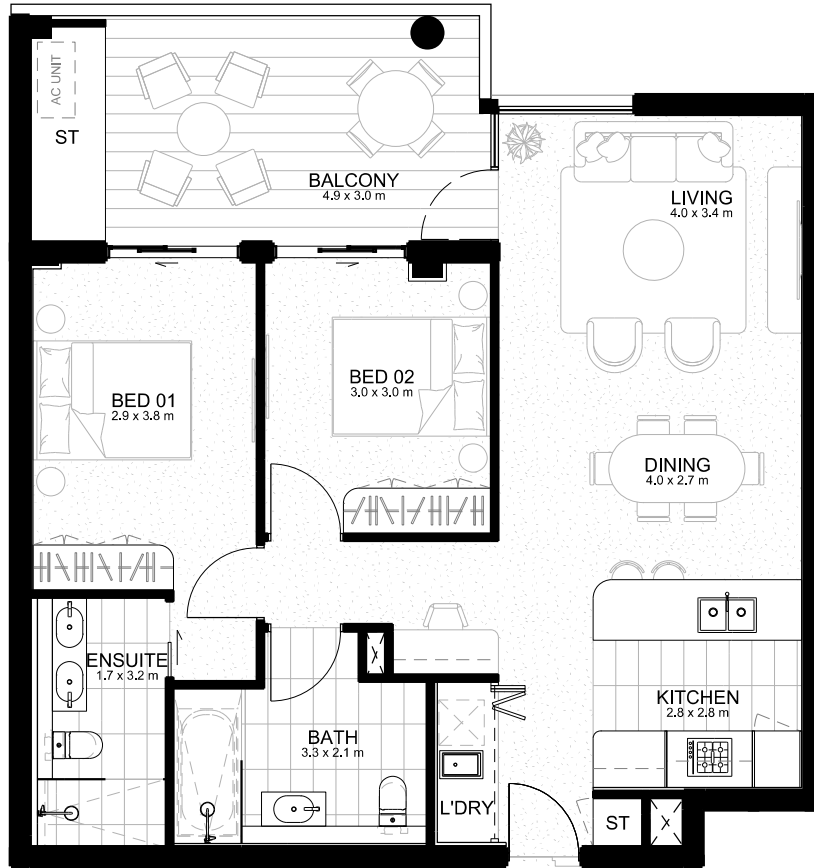 AC UNIT
ST
BALCONY
4.9 x 3.0 m
LIVING
4.0 x 3.4 m
BED 01
2.9 x 3.8 m
BED 02
3.0 x 3.0 m
DINING
4.0 x 2.7 m
ENSUITE
1.7 x 3.2 m
X
KITCHEN
2.8 x 2.8 m
BATH
3.3 x 2.1 m
L'DRY
ST
X